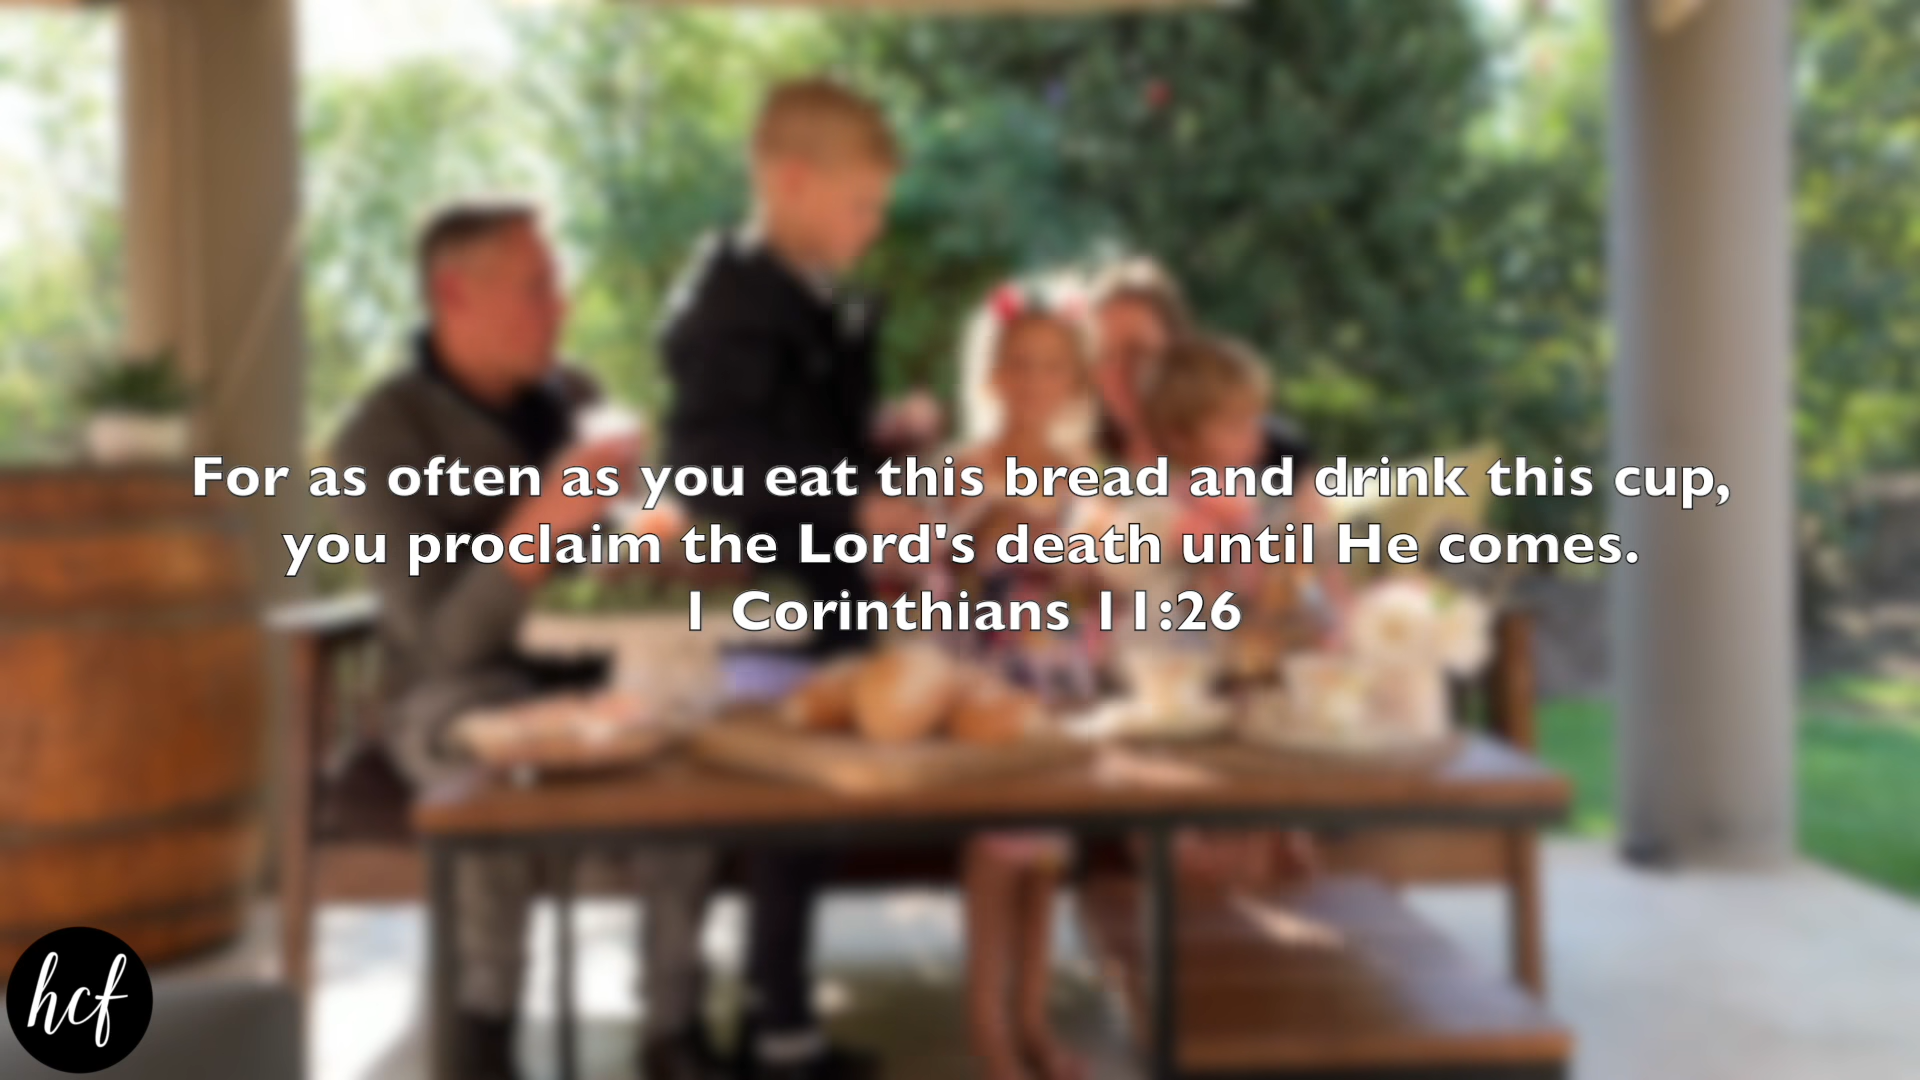 For as often as you eat this bread and drink this cup,
you proclaim the Lord's death until He comes.
1 Corinthians 11:26
hcf